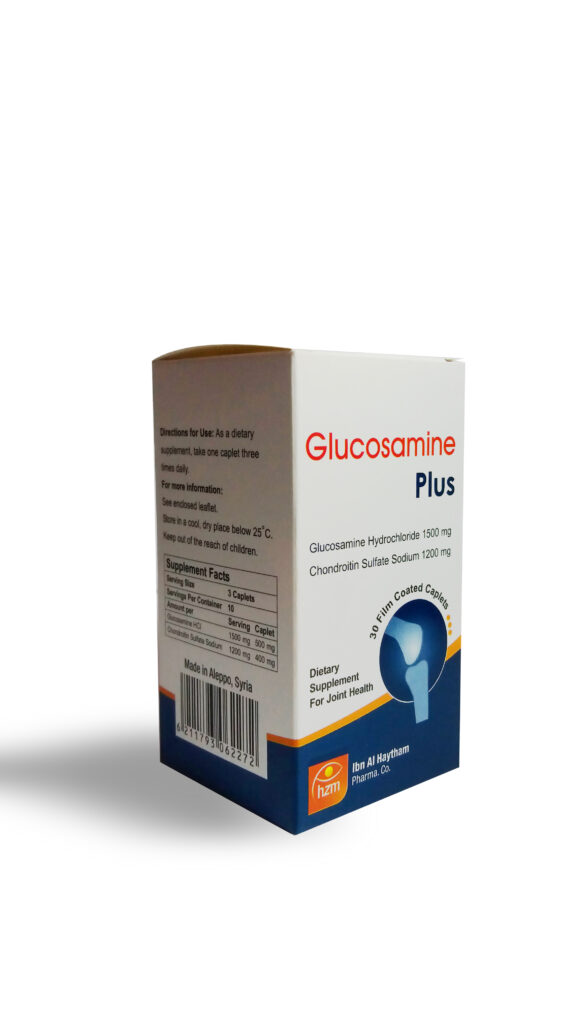 Directions for Use: As a dietary
supplement, take one caplet three
times daily.
For more information:
See enclosed leaflet.
Store in a cool, dry place below 25°C.
Keep out of the reach of children.
Supplement Facts
Serving Size 3 Caplets
Servings Per Container 10
Amount per Serving Caplet
Glucosamine HCl 1500 mg 500 mg
Chondroitin Sulfate Sodium 1200 mg 400 mg
Made in Aleppo, Syria
6 211793 062272
Glucosamine
Plus
Glucosamine Hydrochloride 1500 mg
Chondroitin Sulfate Sodium 1200 mg
30 Film Coated Caplets
Dietary
Supplement
For Joint Health
hzm
Ibn Al Haytham
Pharma. Co.